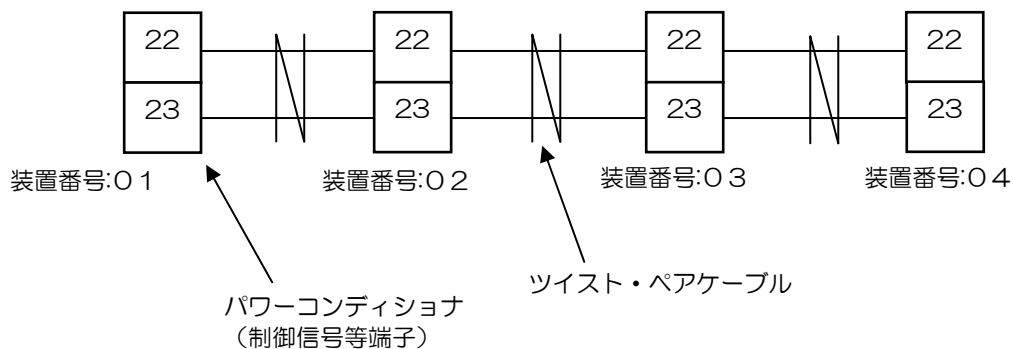 22 22 22 22
23 23 23 23
装置番号:01 装置番号:02 装置番号:03 装置番号:04
ツイスト・ペアケーブル
パワーコンディショナ
(制御信号等端子)